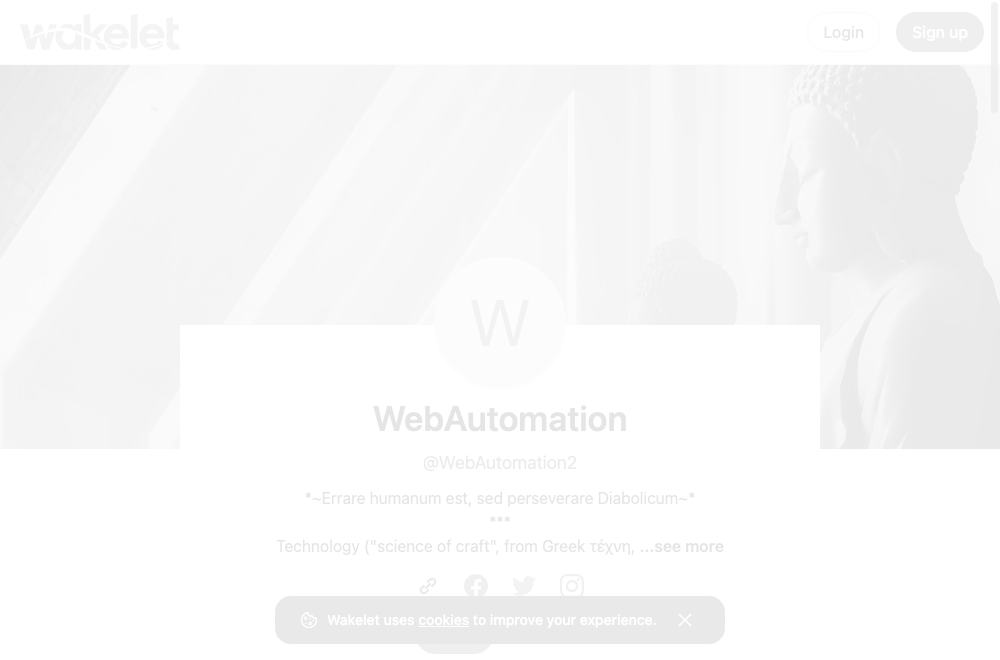 wakelet
Login
Sign up
W
WebAutomation
@WebAutomation2
*~Errare humanum est, sed perseverare Diabolicum~*
***
Technology ("science of craft", from Greek τέχνη, ...see more
Wakelet uses cookies to improve your experience.